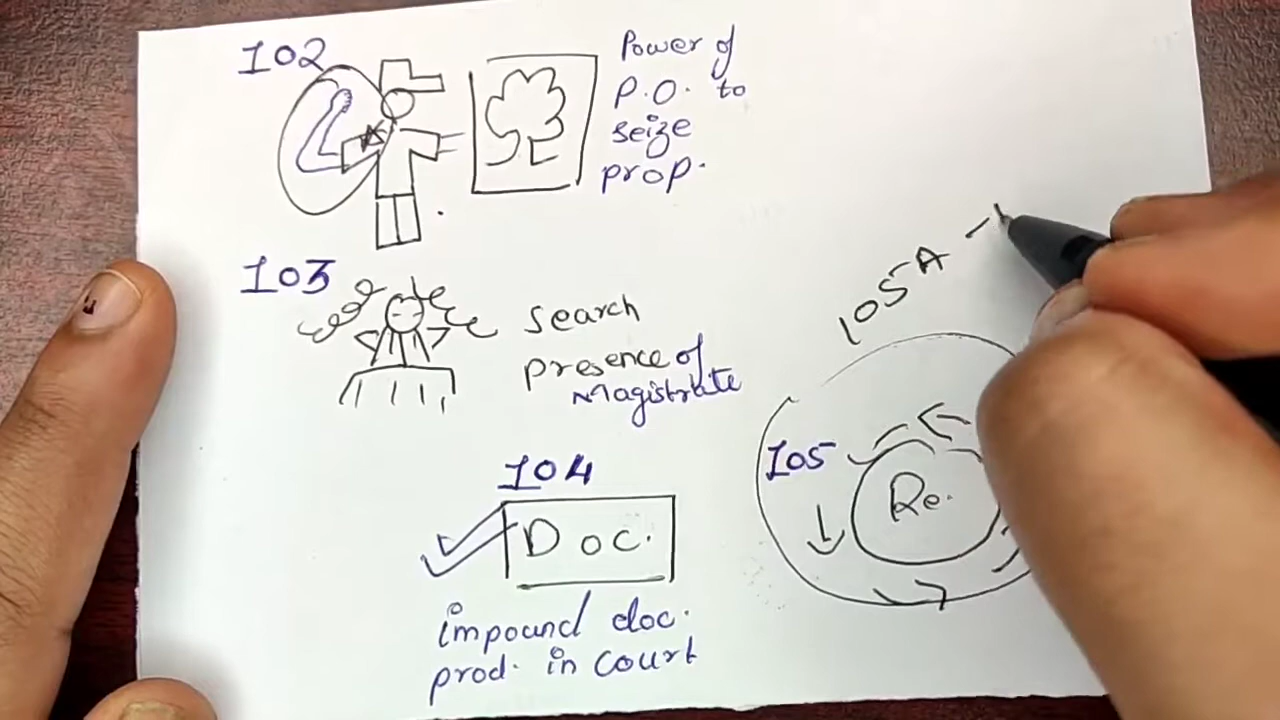 102
Power of
P.O. to
seize
prop.
103
search
presence of
Magistrate
104
Doc.
impound doc.
prod. in court
105A -
105
Re.